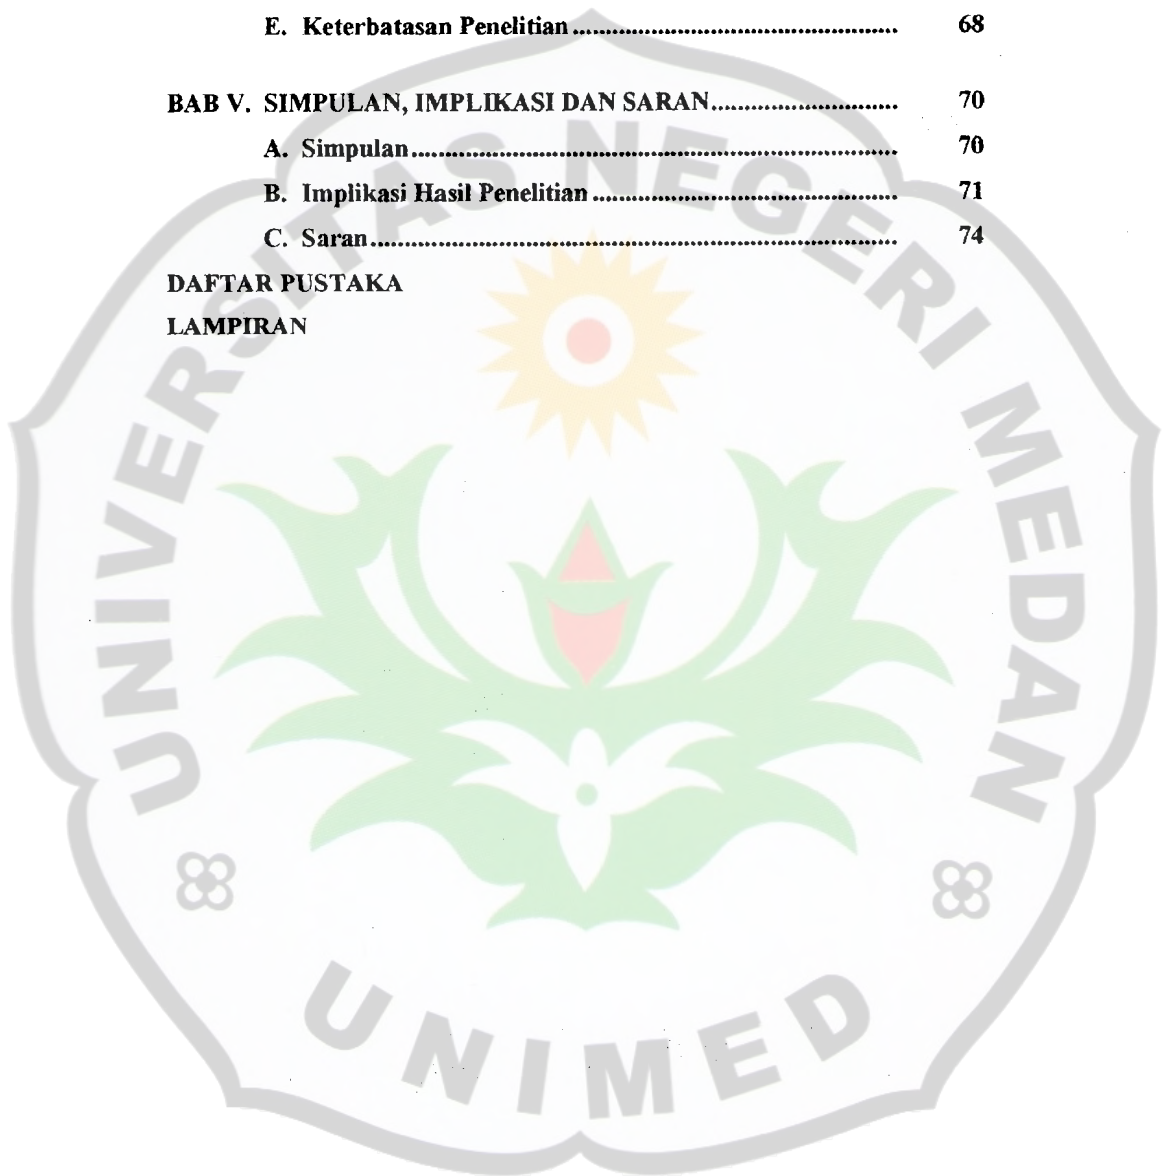 E. Keterbatasan Penelitian ................................................ 68
BAB V. SIMPULAN, IMPLIKASI DAN SARAN ............................ 70
A. Simpulan ........................................................................ 70
B. Implikasi Hasil Penelitian ............................................. 71
C. Saran .............................................................................. 74
DAFTAR PUSTAKA
LAMPIRAN
UNIVERSITAS NEGERI MEDAN
UNIMED